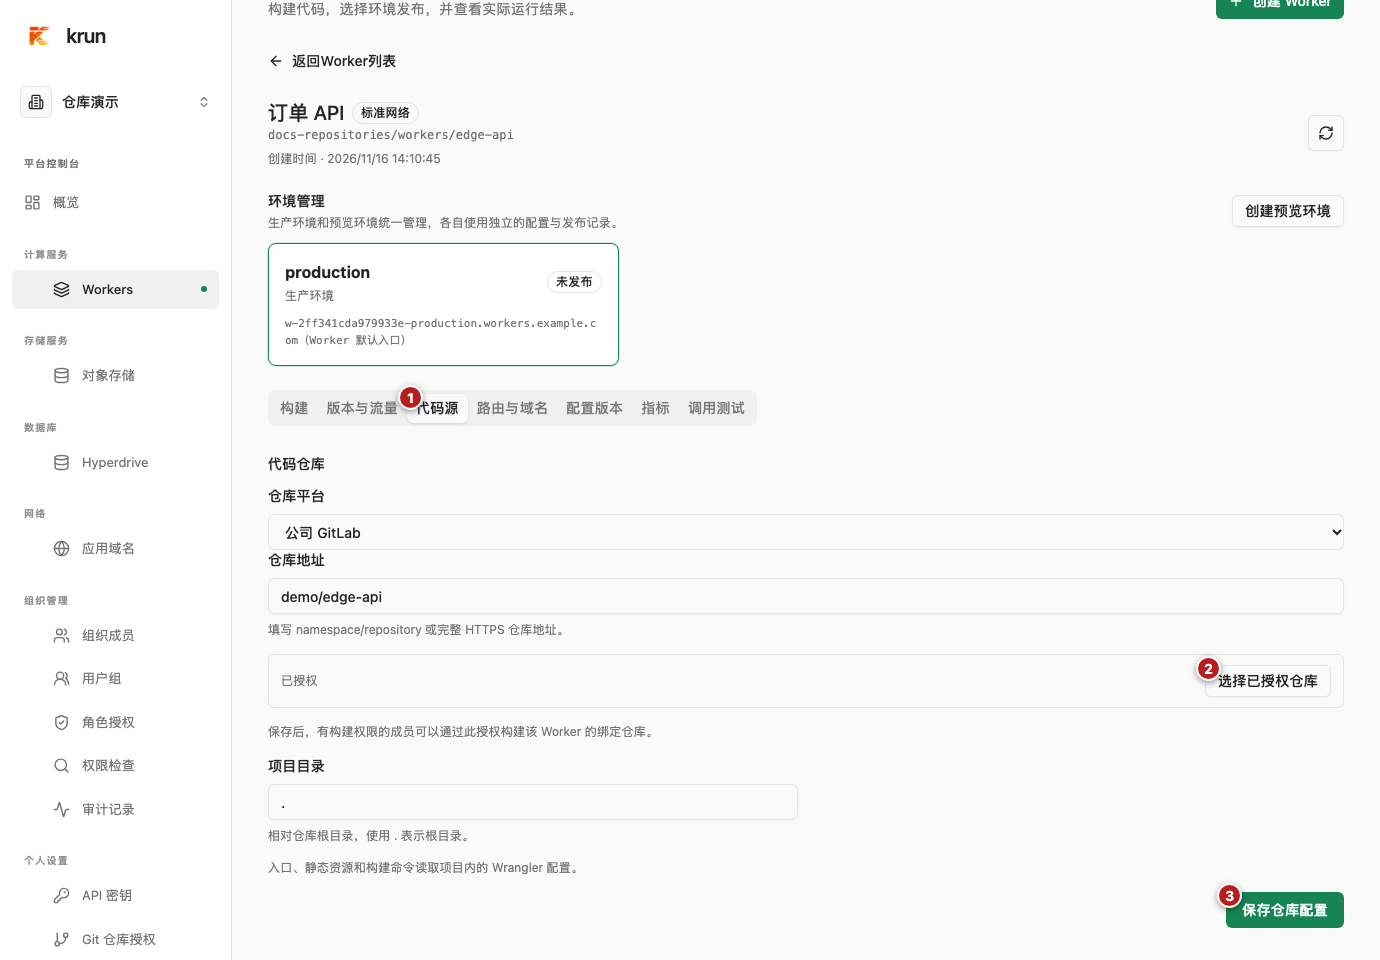 krun
仓库演示
平台控制台
概览
计算服务
Workers
存储服务
对象存储
数据库
Hyperdrive
网络
应用域名
组织管理
组织成员
用户组
角色授权
权限检查
审计记录
个人设置
API 密钥
Git 仓库授权
构建代码，选择环境发布，并查看实际运行结果。
+ 创建 Worker
← 返回Worker列表
订单 API 标准网络
docs-repositories/workers/edge-api
创建时间 · 2026/11/16 14:10:45
环境管理
生产环境和预览环境统一管理，各自使用独立的配置与发布记录。
创建预览环境
production
未发布
生产环境
w-2ff341cda979933e-production.workers.example.c
om (Worker 默认入口)
构建 版本与流量 1 代码源 路由与域名 配置版本 指标 调用测试
代码仓库
仓库平台
公司 GitLab
仓库地址
demo/edge-api
填写 namespace/repository 或完整 HTTPS 仓库地址。
已授权
2 选择已授权仓库
保存后，有构建权限的成员可以通过此授权构建该 Worker 的绑定仓库。
项目目录
.
相对仓库根目录，使用 . 表示根目录。
入口、静态资源和构建命令读取项目内的 Wrangler 配置。
3 保存仓库配置